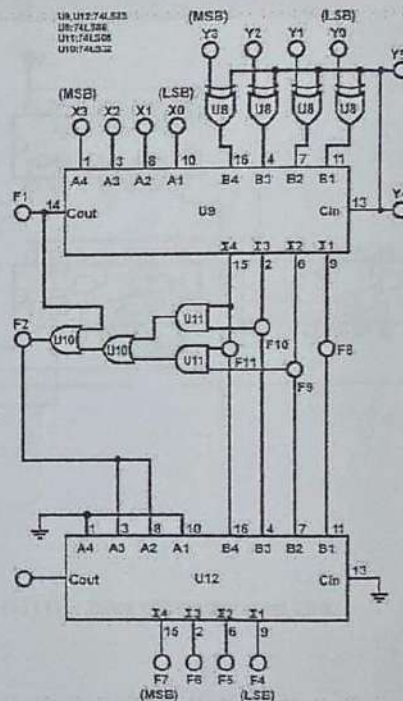 U9,U12:74LS83
U8:74LS86
U11:74LS08
U10:74LS32
(MSB) (LSB)
Y3 Y2 Y1 Y0
Y5
(MSB) (LSB)
X3 X2 X1 X0
U8 U8 U8 U8
1 3 8 10 16 4 7 11
A4 A3 A2 A1 B4 B3 B2 B1
F1 14 Cout U9 Cin 13 Y4
Σ4 Σ3 Σ2 Σ1
15 2 6 9
F2 U10 U10 U11 F10
U11 F11 F9 F8
1 3 8 10 16 4 7 11
A4 A3 A2 A1 B4 B3 B2 B1
Cout U12 Cin 13
Σ4 Σ3 Σ2 Σ1
15 2 6 9
F7 F6 F5 F4
(MSB) (LSB)